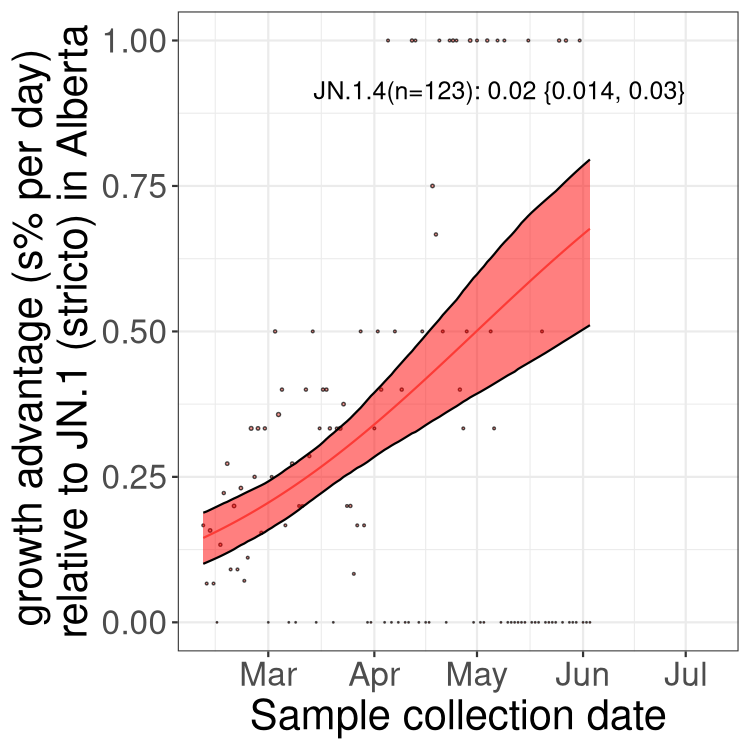 growth advantage (s% per day)
relative to JN.1 (stricto) in Alberta
1.00
0.75
0.50
0.25
0.00
JN.1.4(n=123): 0.02 {0.014, 0.03}
Mar Apr May Jun Jul
Sample collection date